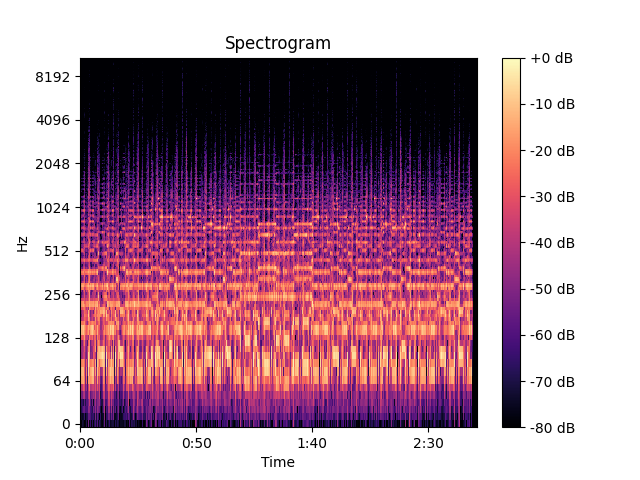 Spectrogram
8192
4096
2048
1024
512
256
128
64
0
Hz
0:00
0:50
1:40
2:30
Time
+0 dB
-10 dB
-20 dB
-30 dB
-40 dB
-50 dB
-60 dB
-70 dB
-80 dB